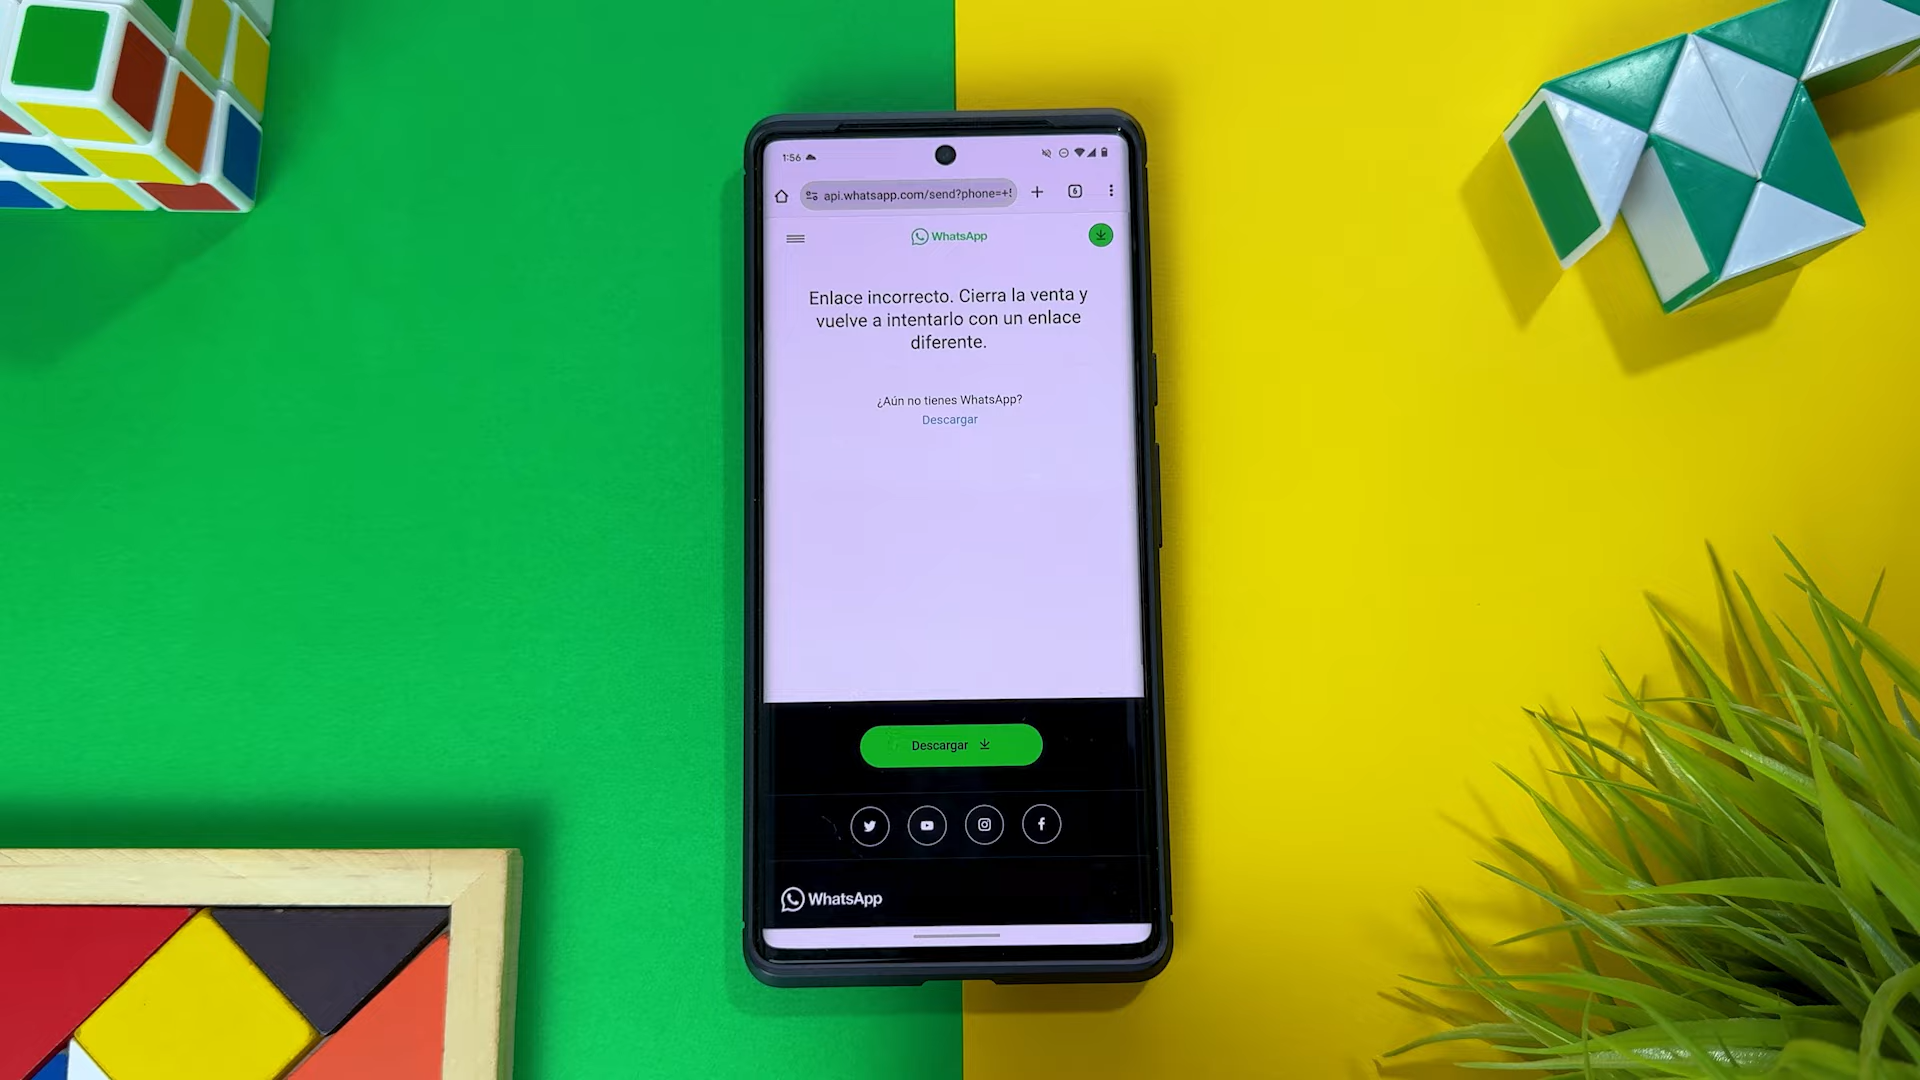 1:56
api.whatsapp.com/send?phone=+
6
WhatsApp
Enlace incorrecto. Cierra la venta y
vuelve a intentarlo con un enlace
diferente.
¿Aún no tienes WhatsApp?
Descargar
Descargar
WhatsApp